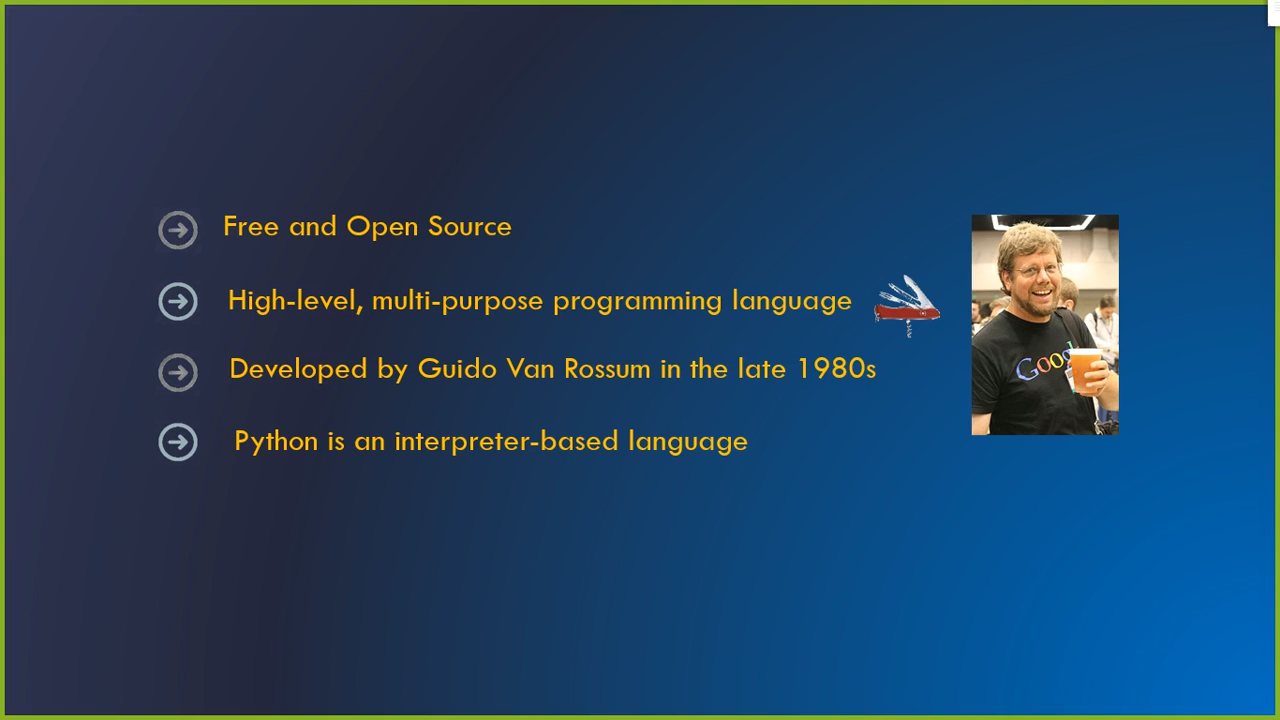 Free and Open Source
High-level, multi-purpose programming language
Developed by Guido Van Rossum in the late 1980s
Python is an interpreter-based language
Goog